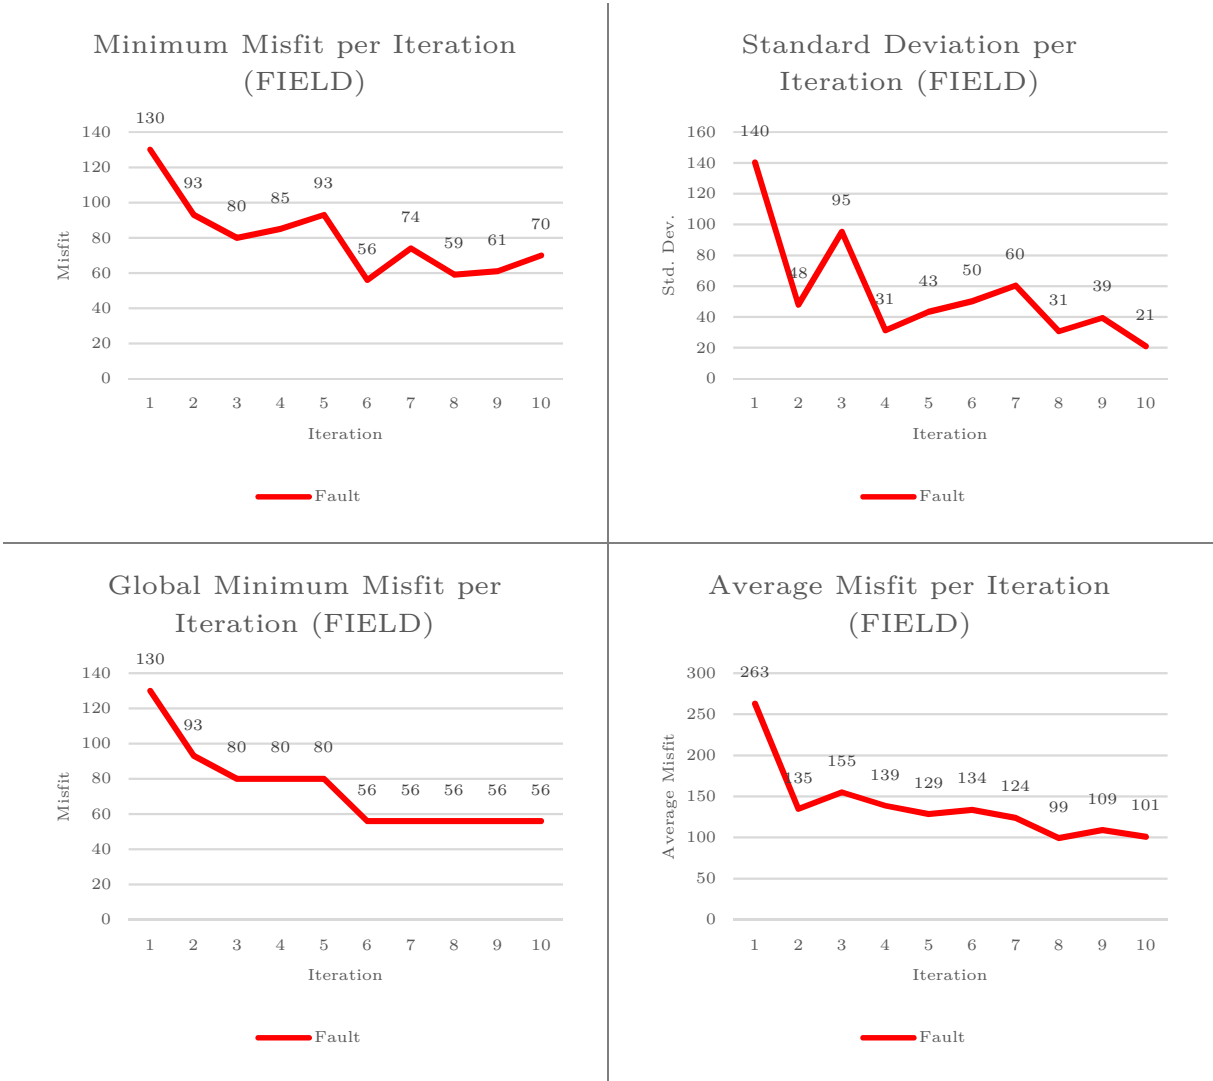 Minimum Misfit per Iteration
(FIELD)
130
93
80
85
93
56
74
59
61
70
140
120
100
80
60
40
20
0
Misfit
1 2 3 4 5 6 7 8 9 10
Iteration
Fault
Standard Deviation per
Iteration (FIELD)
140
48
95
31
43
50
60
31
39
21
160
140
120
100
80
60
40
20
0
Std. Dev.
1 2 3 4 5 6 7 8 9 10
Iteration
Fault
Global Minimum Misfit per
Iteration (FIELD)
130
93
80 80 80
56 56 56 56 56
140
120
100
80
60
40
20
0
Misfit
1 2 3 4 5 6 7 8 9 10
Iteration
Fault
Average Misfit per Iteration
(FIELD)
263
135
155
139
129
134
124
99
109
101
300
250
200
150
100
50
0
Average Misfit
1 2 3 4 5 6 7 8 9 10
Iteration
Fault